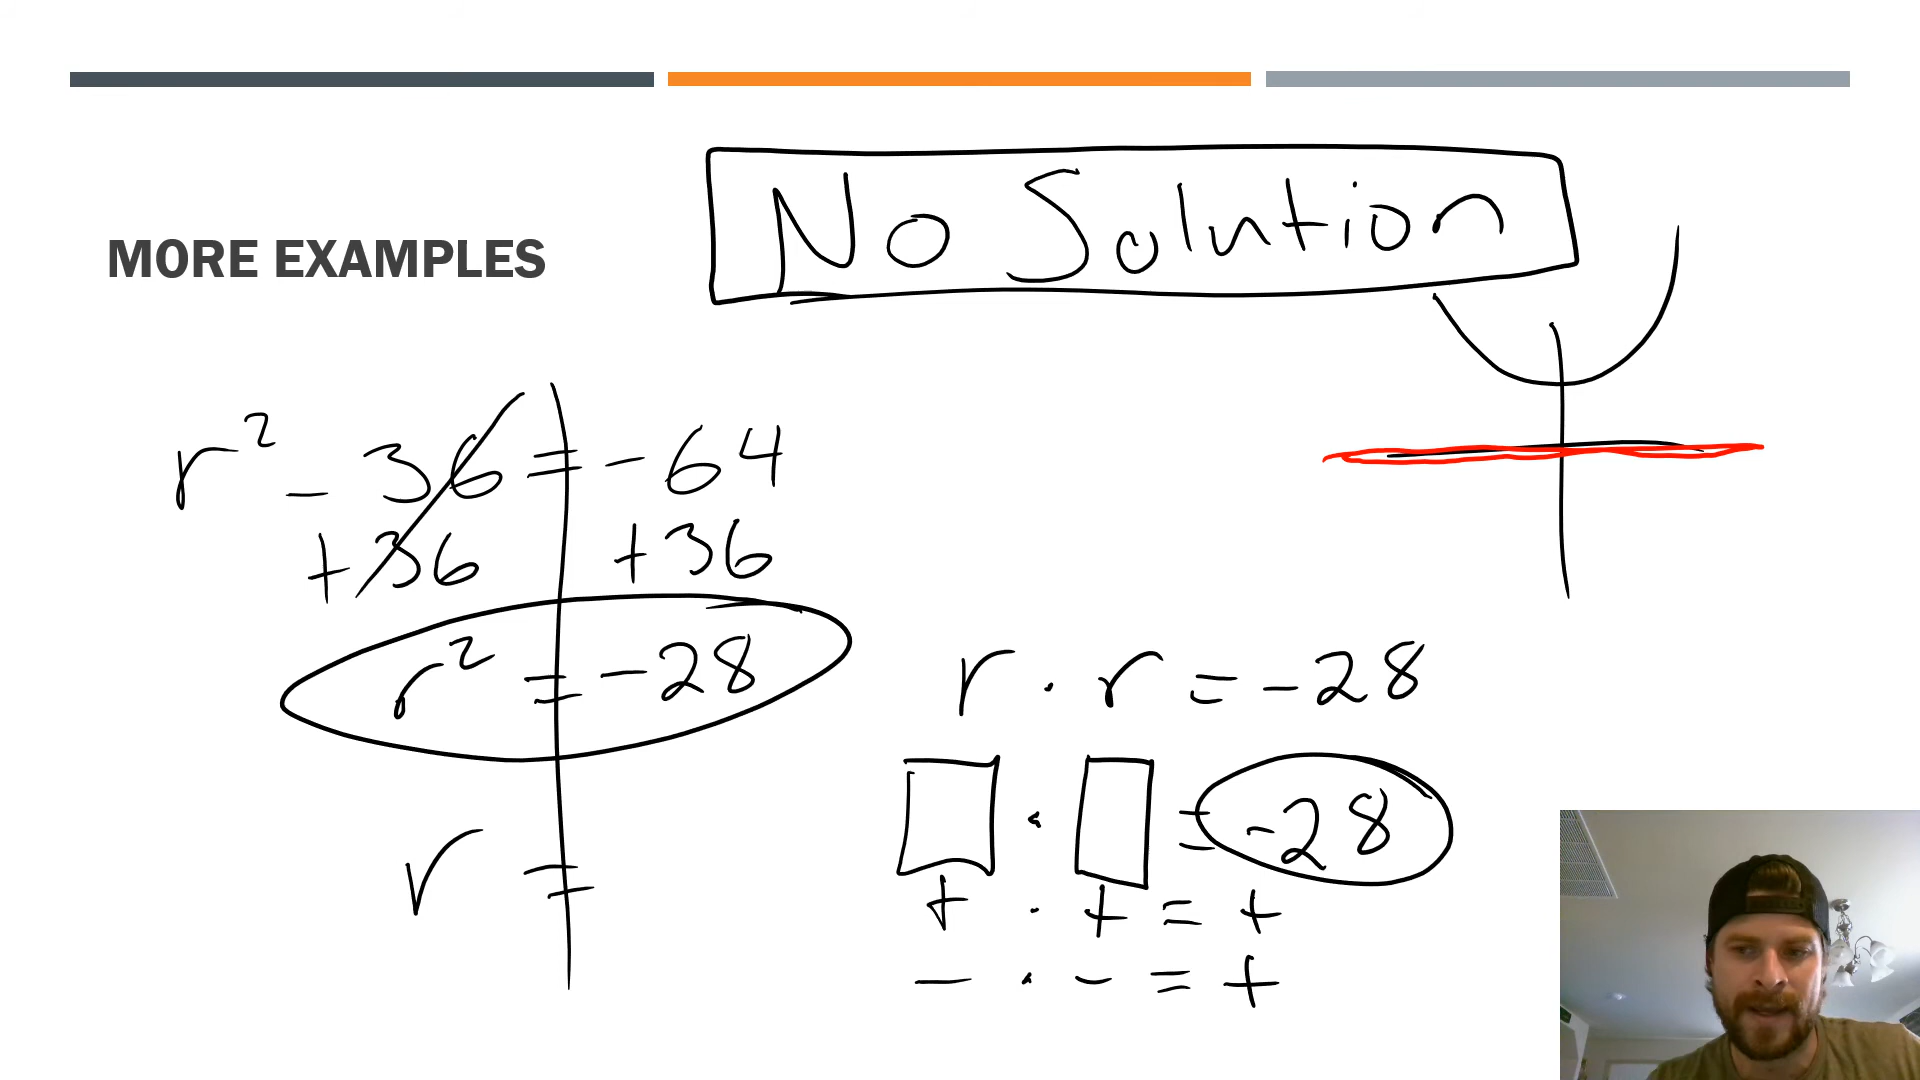 No Solution
MORE EXAMPLES
r² - 36 = -64
+36 +36
r² = -28
r · r = -28
r =
· = -28
+ · + = +
- · - = +